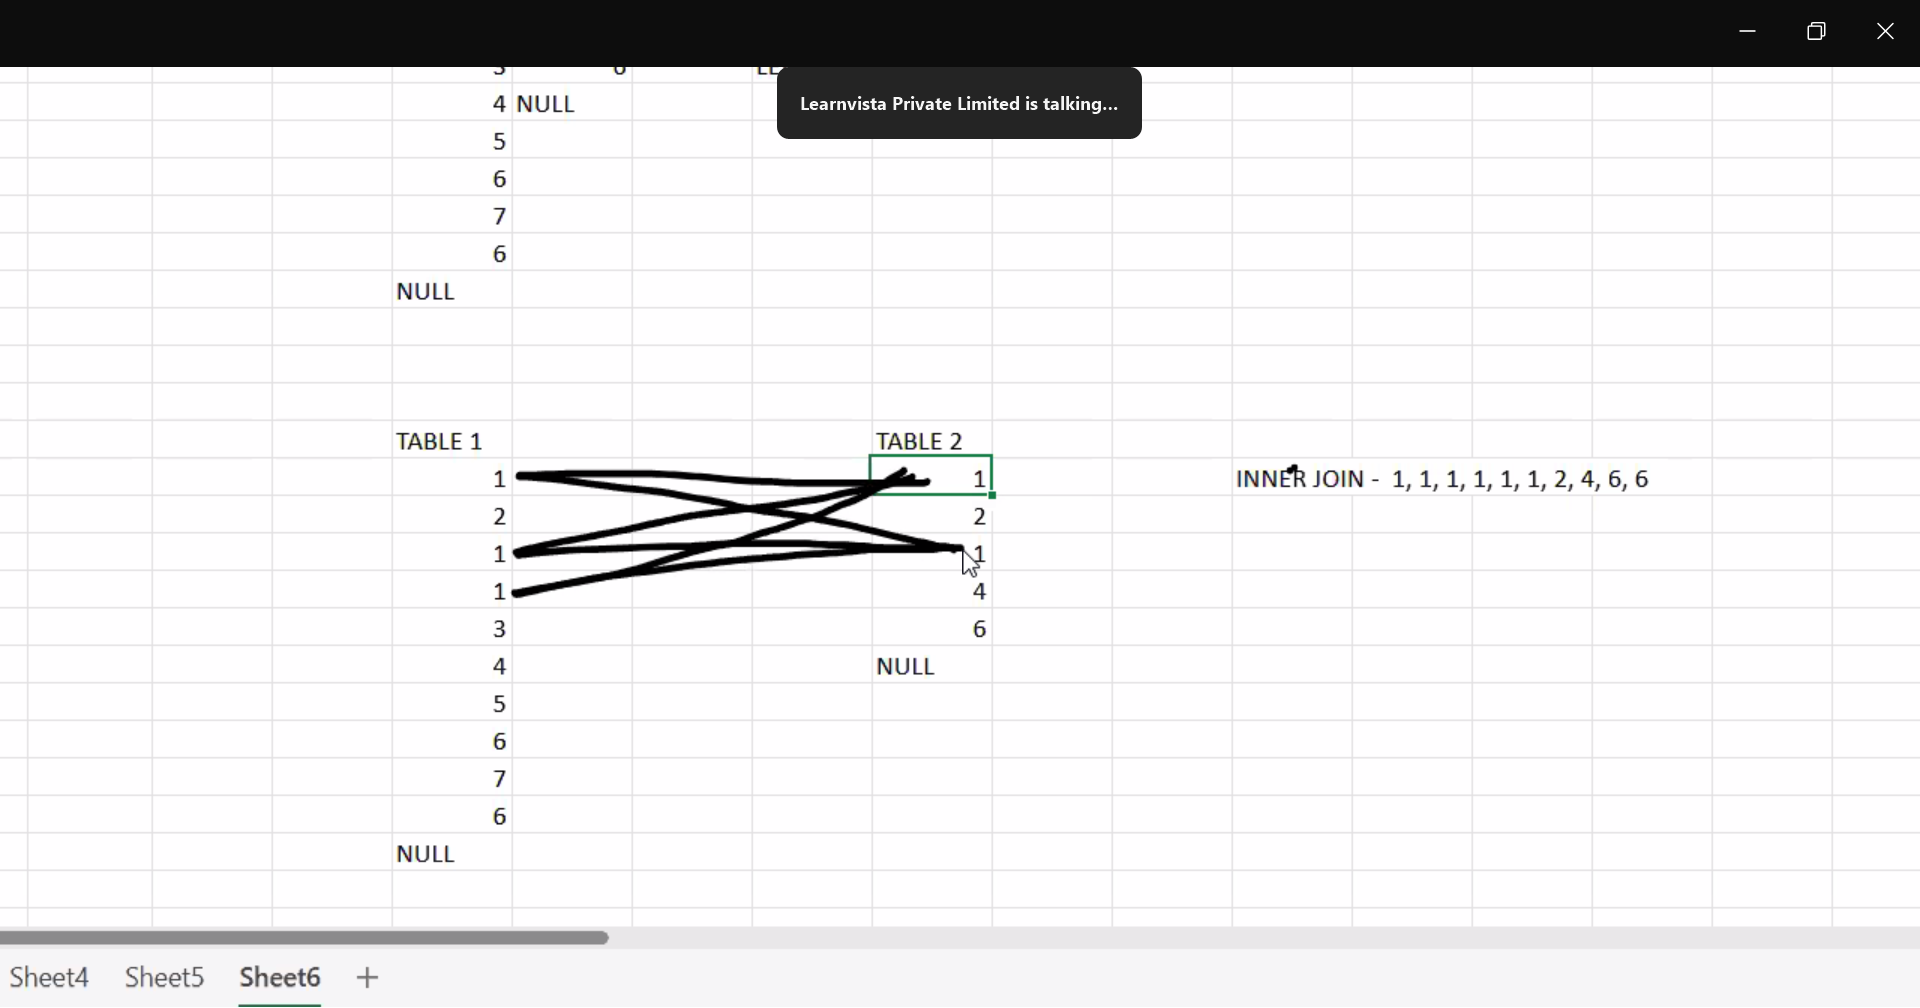 Learnvista Private Limited is talking...
4 NULL
5
6
7
6
NULL
TABLE 1 TABLE 2
1 1 INNER JOIN - 1, 1, 1, 1, 1, 1, 2, 4, 6, 6
2 2
1 1
1 4
3 6
4 NULL
5
6
7
6
NULL
Sheet4 Sheet5 Sheet6